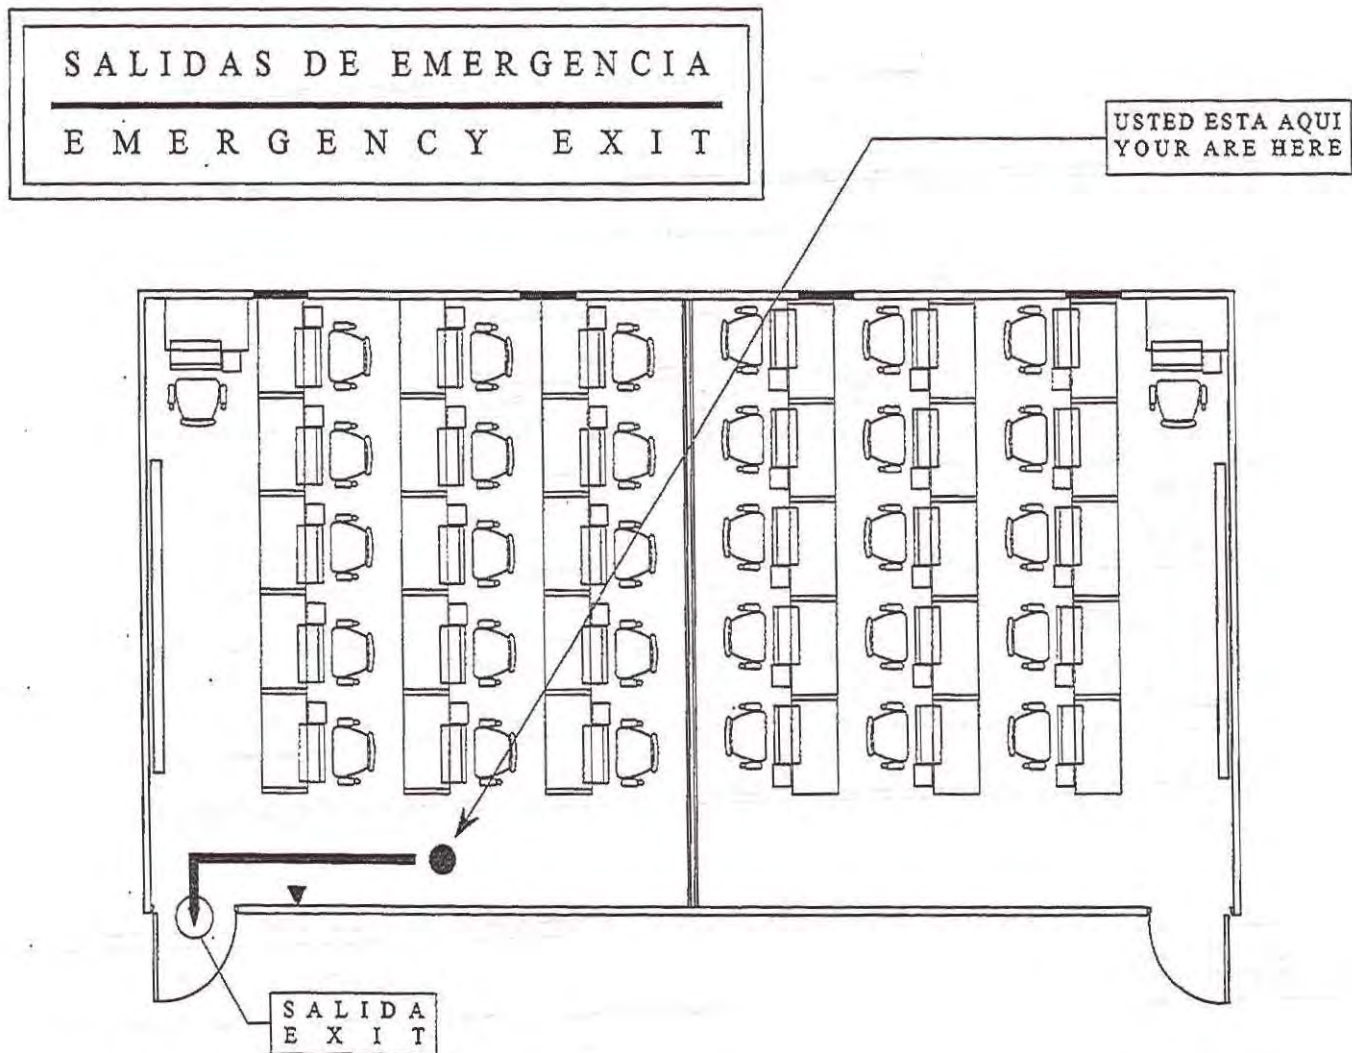 SALIDAS DE EMERGENCIA
EMERGENCY EXIT
USTED ESTA AQUI
YOUR ARE HERE
SALIDA
EXIT